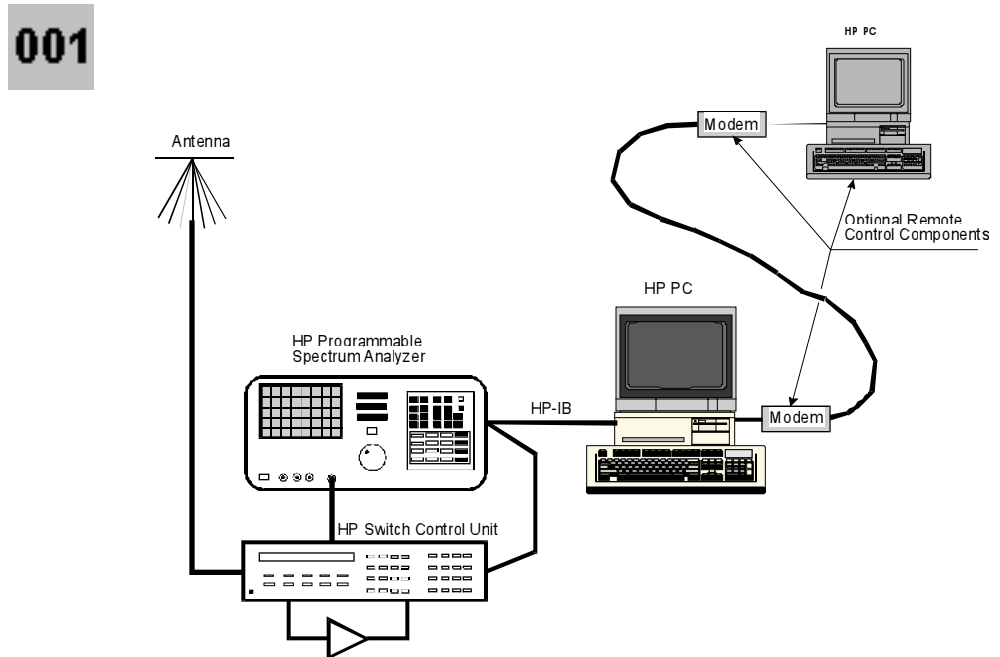 001
HP PC
Modem
Antenna
Optional Remote
Control Components
HP PC
HP Programmable
Spectrum Analyzer
HP-IB
Modem
HP Switch Control Unit